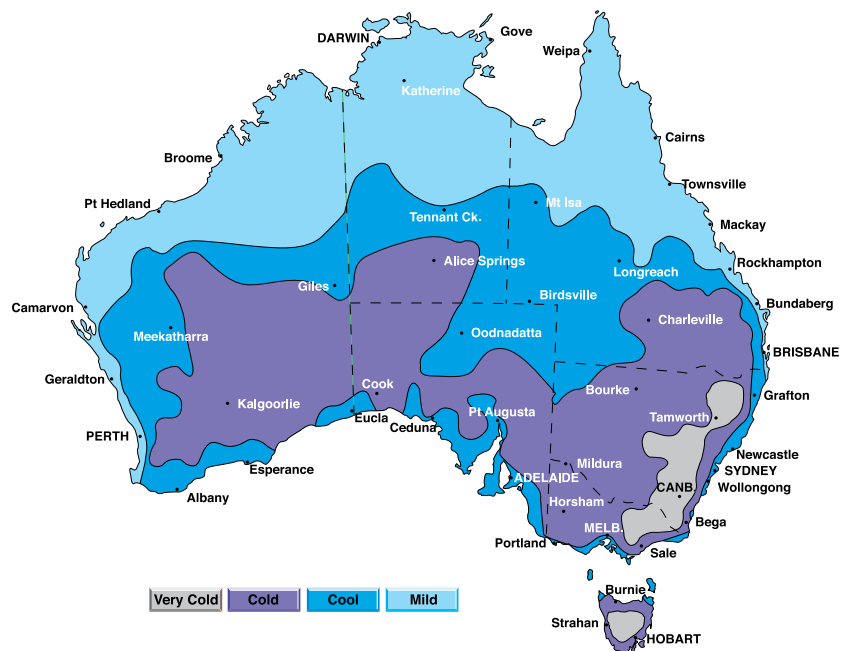 DARWIN
Gove
Weipa
Katherine
Cairns
Broome
Townsville
Pt Hedland
Tennant Ck.
Mt Isa
Mackay
Alice Springs
Longreach
Rockhampton
Giles
Birdsville
Camarvon
Bundaberg
Meekatharra
Oodnadatta
Charleville
BRISBANE
Geraldton
Cook
Bourke
Grafton
Kalgoorlie
Pt Augusta
Tamworth
Eucla
Ceduna
PERTH
Newcastle
Esperance
Mildura
SYDNEY
ADELAIDE
CANB.
Wollongong
Albany
Horsham
Bega
MELB.
Portland
Sale
Burnie
Very Cold
Cold
Cool
Mild
Strahan
HOBART